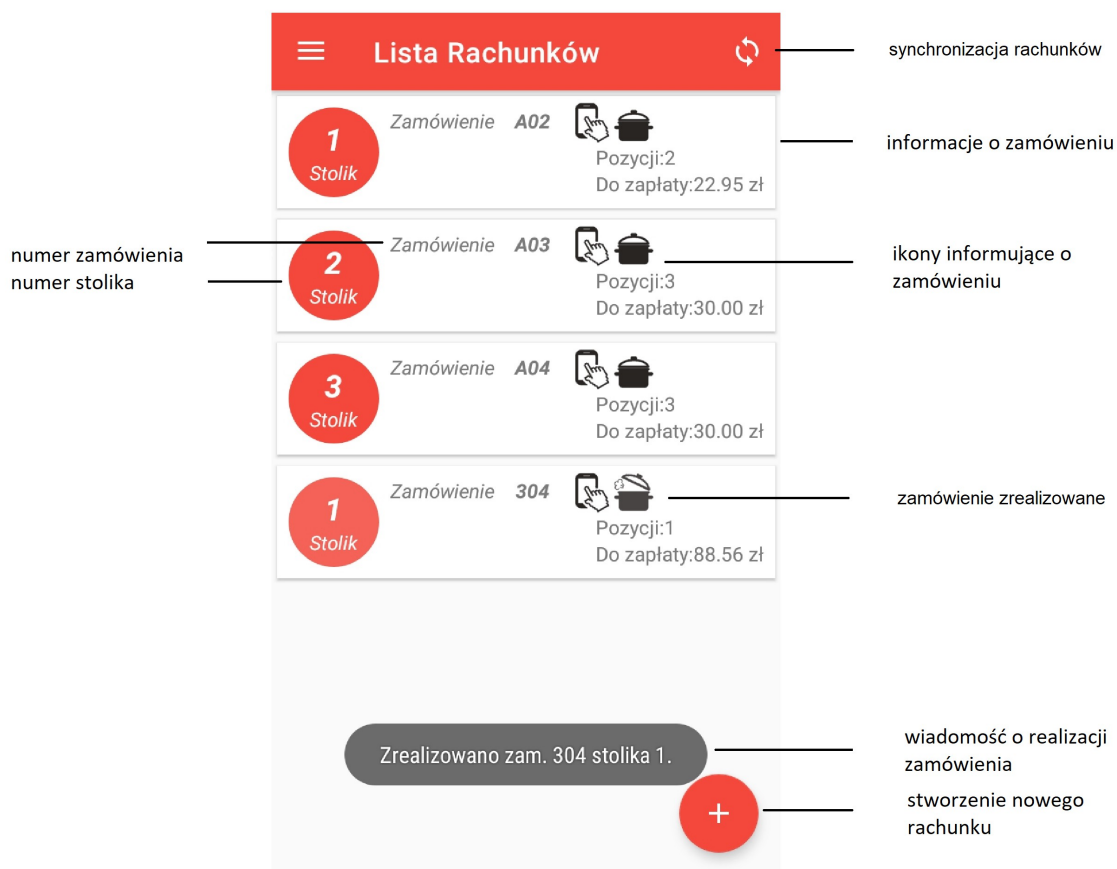 Lista Rachunków
synchronizacja rachunków
1
Stolik
Zamówienie A02
Pozycji:2
Do zapłaty:22.95 zł
informacje o zamówieniu
numer zamówienia
numer stolika
2
Stolik
Zamówienie A03
Pozycji:3
Do zapłaty:30.00 zł
ikony informujące o
zamówieniu
3
Stolik
Zamówienie A04
Pozycji:3
Do zapłaty:30.00 zł
1
Stolik
Zamówienie 304
Pozycji:1
Do zapłaty:88.56 zł
zamówienie zrealizowane
Zrealizowano zam. 304 stolika 1.
wiadomość o realizacji
zamówienia
+
stworzenie nowego
rachunku